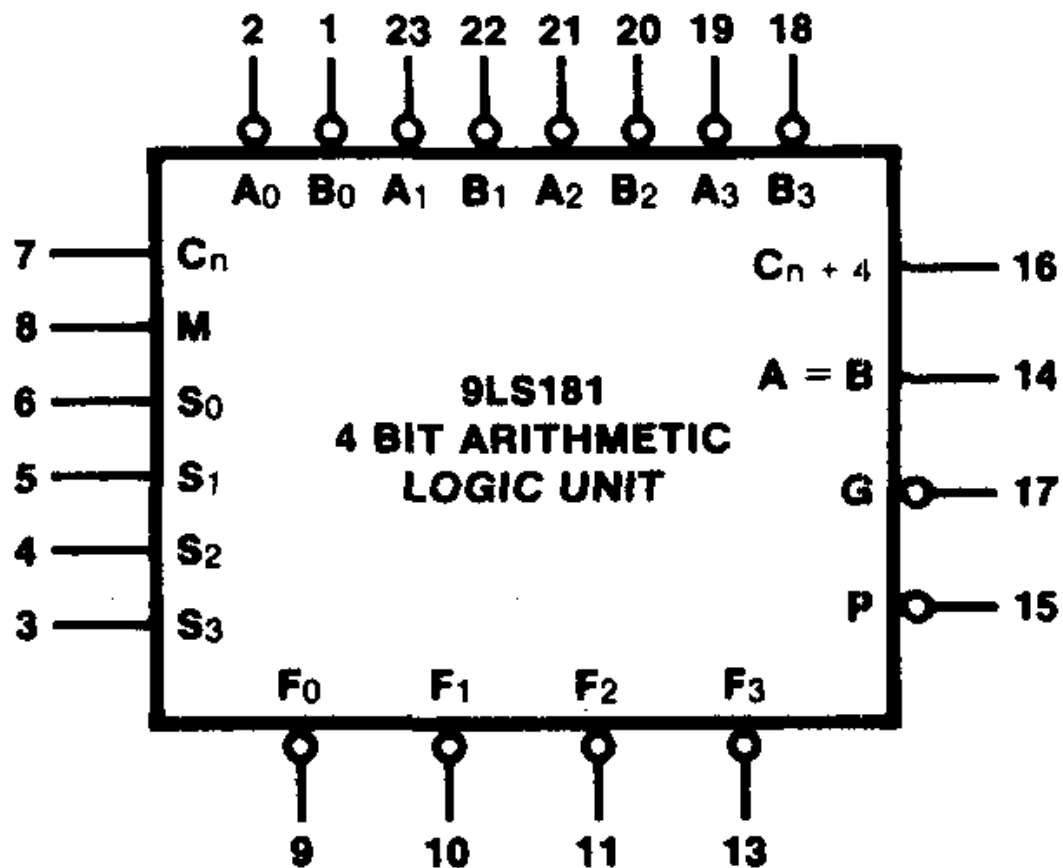 2 1 23 22 21 20 19 18
A0 B0 A1 B1 A2 B2 A3 B3
7 Cn
Cn + 4 16
8 M
A = B 14
6 S0
9LS181
4 BIT ARITHMETIC
LOGIC UNIT
5 S1
G 17
4 S2
P 15
3 S3
F0 F1 F2 F3
9 10 11 13